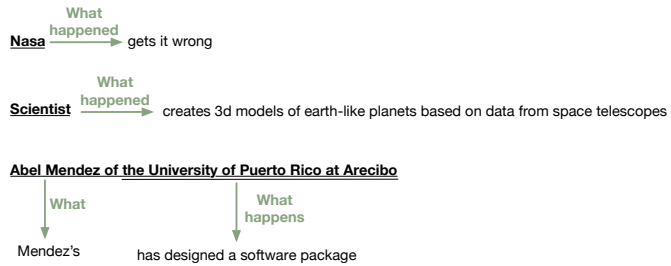 What
happened
Nasa gets it wrong
What
happened
Scientist creates 3d models of earth-like planets based on data from space telescopes
Abel Mendez of the University of Puerto Rico at Arecibo
What What
happens
Mendez's has designed a software package